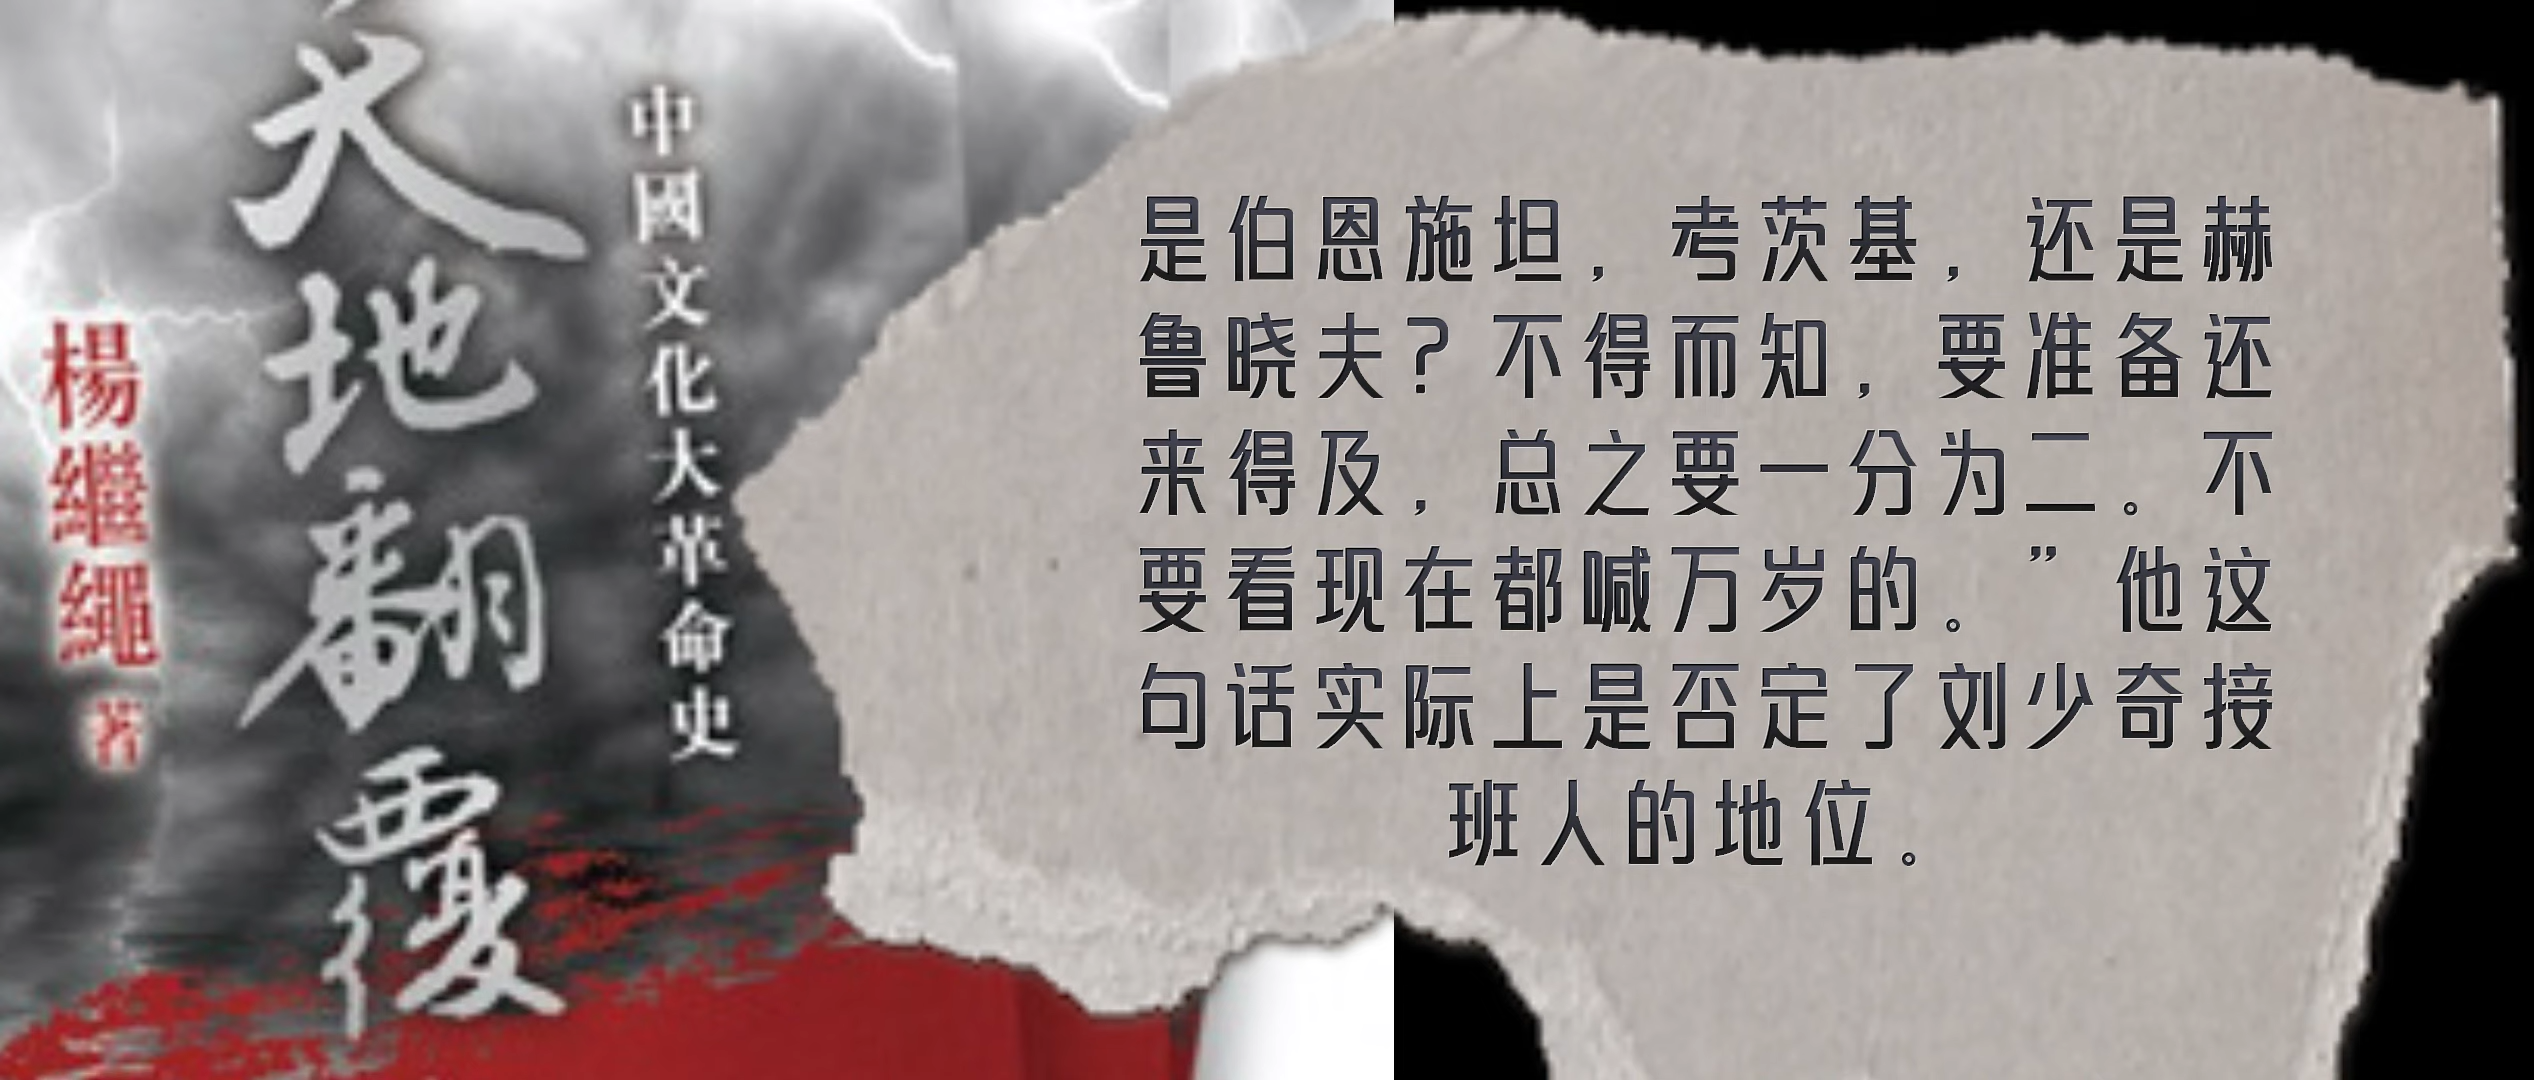 天地翻覆
中國文化大革命史
楊繼繩 著
是伯恩施坦，考茨基，还是赫
鲁晓夫？不得而知，要准备还
来得及，总之要一分为二。不
要看现在都喊万岁的。”他这
句话实际上是否定了刘少奇接
班人的地位。